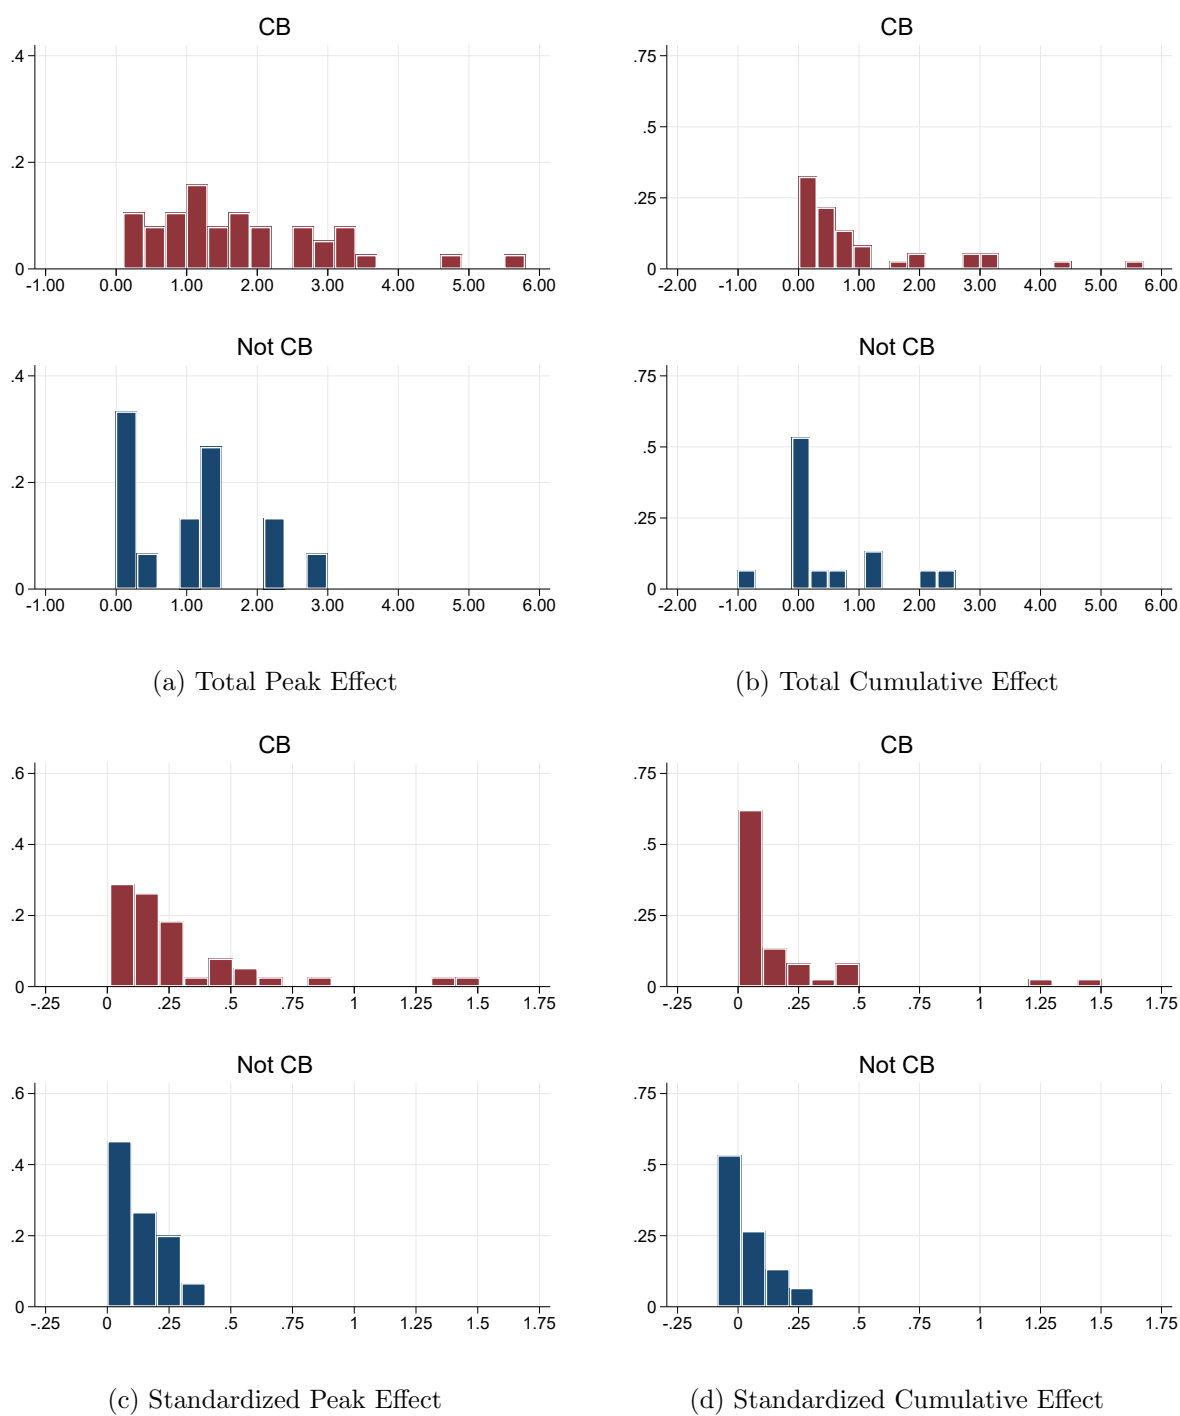 CB
.4
.2
0
-1.00 0.00 1.00 2.00 3.00 4.00 5.00 6.00
Not CB
.4
.2
0
-1.00 0.00 1.00 2.00 3.00 4.00 5.00 6.00
(a) Total Peak Effect
CB
.75
.5
.25
0
-2.00 -1.00 0.00 1.00 2.00 3.00 4.00 5.00 6.00
Not CB
.75
.5
.25
0
-2.00 -1.00 0.00 1.00 2.00 3.00 4.00 5.00 6.00
(b) Total Cumulative Effect
CB
.6
.4
.2
0
-.25 0 .25 .5 .75 1 1.25 1.5 1.75
Not CB
.6
.4
.2
0
-.25 0 .25 .5 .75 1 1.25 1.5 1.75
(c) Standardized Peak Effect
CB
.75
.5
.25
0
-.25 0 .25 .5 .75 1 1.25 1.5 1.75
Not CB
.75
.5
.25
0
-.25 0 .25 .5 .75 1 1.25 1.5 1.75
(d) Standardized Cumulative Effect